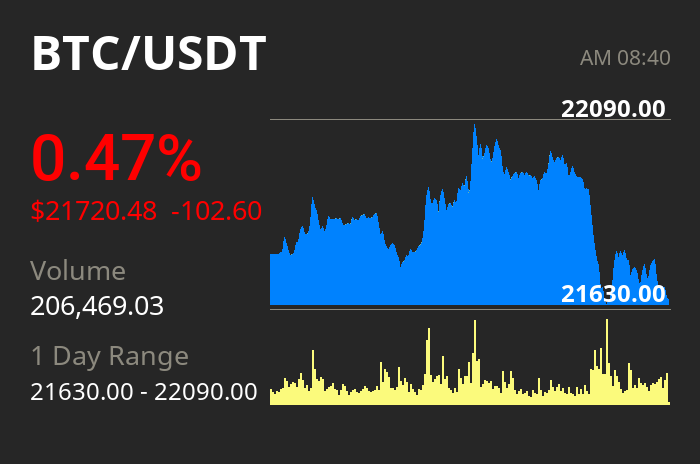 BTC/USDT
AM 08:40
22090.00
0.47%
$21720.48 -102.60
Volume
206,469.03
21630.00
1 Day Range
21630.00 - 22090.00